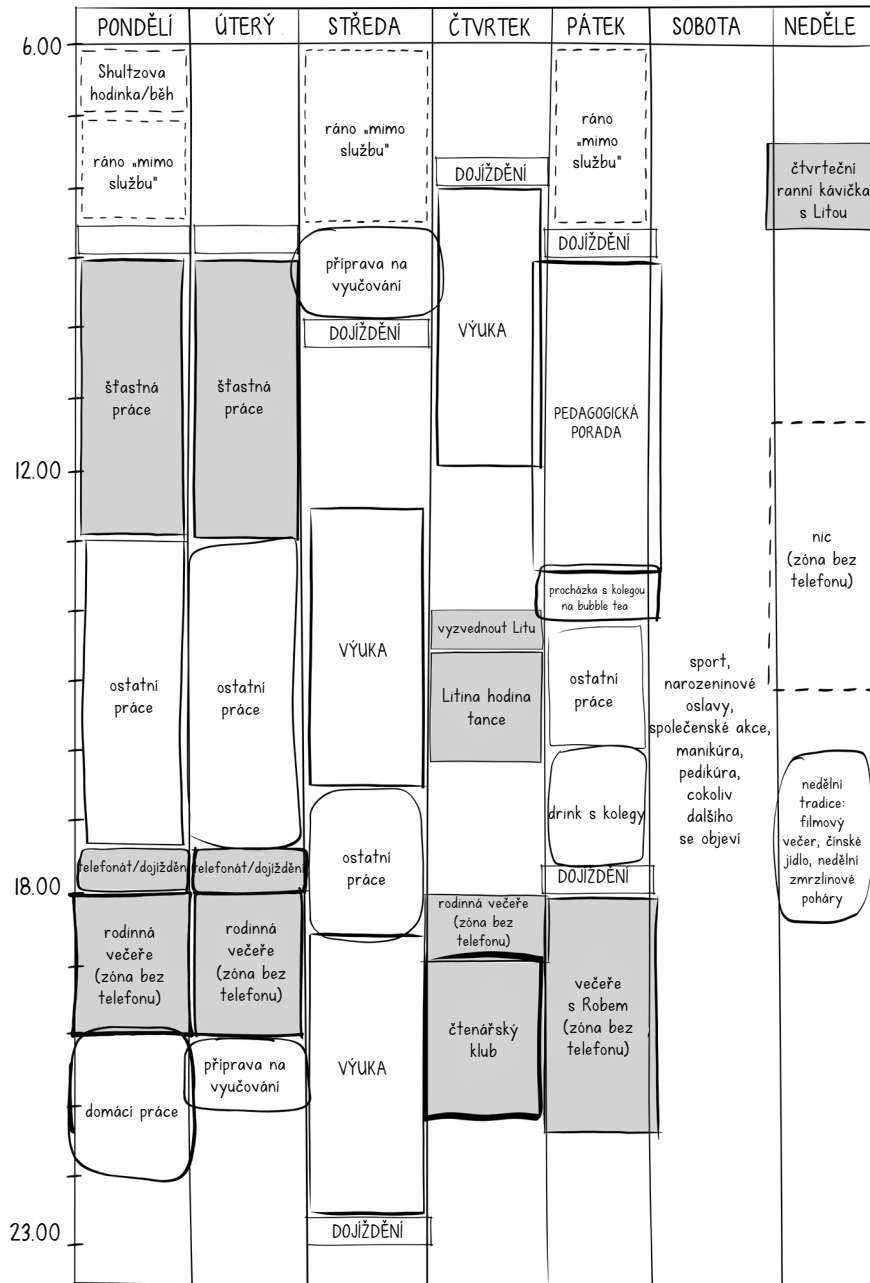 PONDĚLÍ
ÚTERÝ
STŘEDA
ČTVRTEK
PÁTEK
SOBOTA
NEDĚLE
6.00
12.00
18.00
23.00
Shultzova
hodinka/běh
ráno „mimo
službu"
šťastná
práce
ostatní
práce
telefonát/dojíždění
rodinná
večeře
(zóna bez
telefonu)
domácí práce
šťastná
práce
ostatní
práce
telefonát/dojíždění
rodinná
večeře
(zóna bez
telefonu)
příprava na
vyučování
ráno „mimo
službu"
příprava na
vyučování
DOJÍŽDĚNÍ
VÝUKA
ostatní
práce
VÝUKA
DOJÍŽDĚNÍ
DOJÍŽDĚNÍ
VÝUKA
vyzvednout Litu
Litina hodina
tance
rodinná večeře
(zóna bez
telefonu)
čtenářský
klub
ráno
„mimo
službu"
DOJÍŽDĚNÍ
PEDAGOGICKÁ
PORADA
procházka s kolegou
na bubble tea
ostatní
práce
drink s kolegy
DOJÍŽDĚNÍ
večeře
s Robem
(zóna bez
telefonu)
sport,
narozeninové
oslavy,
společenské akce,
manikúra,
pedikúra,
cokoliv
dalšího
se objeví
čtvrteční
ranní kávička
s Litou
nic
(zóna bez
telefonu)
nedělní
tradice:
filmový
večer, čínské
jídlo, nedělní
zmrzlinové
poháry